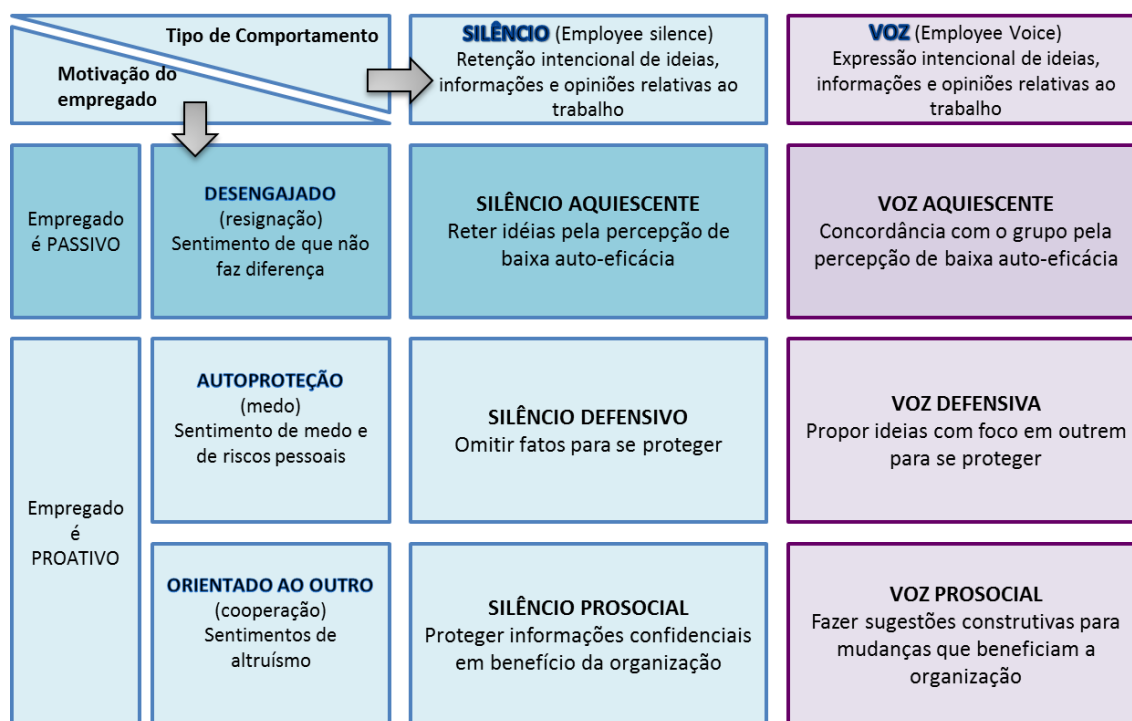 Tipo de Comportamento
Motivação do
empregado
SILÊNCIO (Employee silence)
Retenção intencional de ideias,
informações e opiniões relativas ao
trabalho
VOZ (Employee Voice)
Expressão intencional de ideias,
informações e opiniões relativas ao
trabalho
Empregado
é PASSIVO
DESENGAJADO
(resignação)
Sentimento de que não
faz diferença
SILÊNCIO AQUIESCENTE
Reter idéias pela percepção de
baixa auto-eficácia
VOZ AQUIESCENTE
Concordância com o grupo pela
percepção de baixa auto-eficácia
Empregado
é
PROATIVO
AUTOPROTEÇÃO
(medo)
Sentimento de medo e
de riscos pessoais
SILÊNCIO DEFENSIVO
Omitir fatos para se proteger
VOZ DEFENSIVA
Propor ideias com foco em outrem
para se proteger
ORIENTADO AO OUTRO
(cooperação)
Sentimentos de
altruísmo
SILÊNCIO PROSOCIAL
Proteger informações confidenciais
em benefício da organização
VOZ PROSOCIAL
Fazer sugestões construtivas para
mudanças que beneficiam a
organização